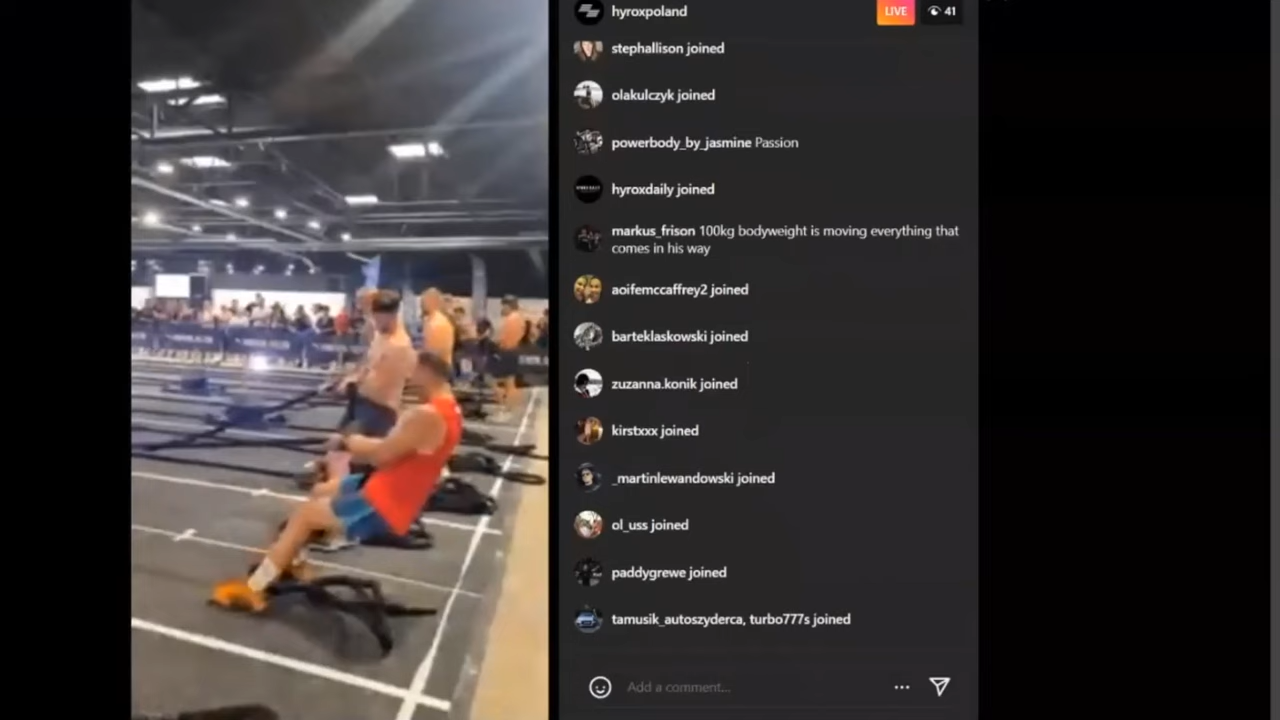 hyroxpoland
LIVE
41
stephallison joined
olakulczyk joined
powerbody_by_jasmine Passion
hyroxdaily joined
markus_frison 100kg bodyweight is moving everything that
comes in his way
aoifemccaffrey2 joined
barteklaskowski joined
zuzanna.konik joined
kirstxxx joined
_martinlewandowski joined
ol_uss joined
paddygrewe joined
tamusik_autoszyderca, turbo777s joined
Add a comment...